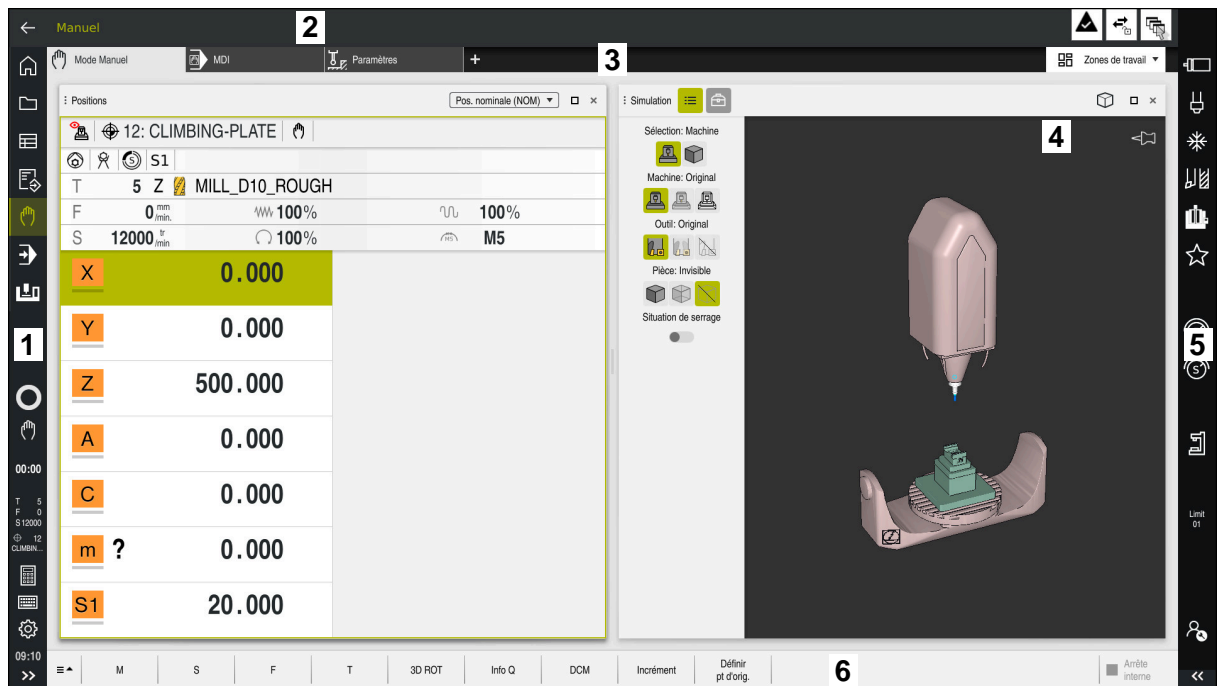 Manuel
2
Mode Manuel
MDI
Paramètres
+
3
Zones de travail
Positions
Pos. nominale (NOM)
Simulation
4
12: CLIMBING-PLATE
S1
T 5 Z MILL_D10_ROUGH
F 0 mm/min. 100% 100%
S 12000 tr/min 100% M5
X 0.000
Y 0.000
Z 500.000
A 0.000
C 0.000
m ? 0.000
S1 20.000
Sélection: Machine
Machine: Original
Outil: Original
Pièce: Invisible
Situation de serrage
1
00:00
T 5
F 0
S 12000
12
CLIMBIN...
09:10
5
S
Limit
01
M
S
F
T
3D ROT
Info Q
DCM
Incrément
Définir
pt d'orig.
6
Arrête
interne